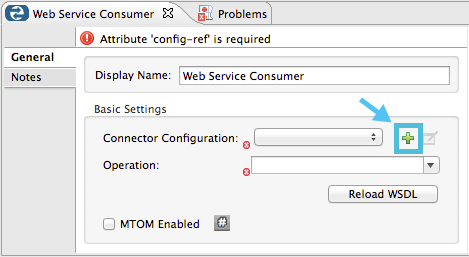 Web Service Consumer Problems
General
Notes
Attribute 'config-ref' is required
Display Name: Web Service Consumer
Basic Settings
Connector Configuration:
Operation:
Reload WSDL
MTOM Enabled #